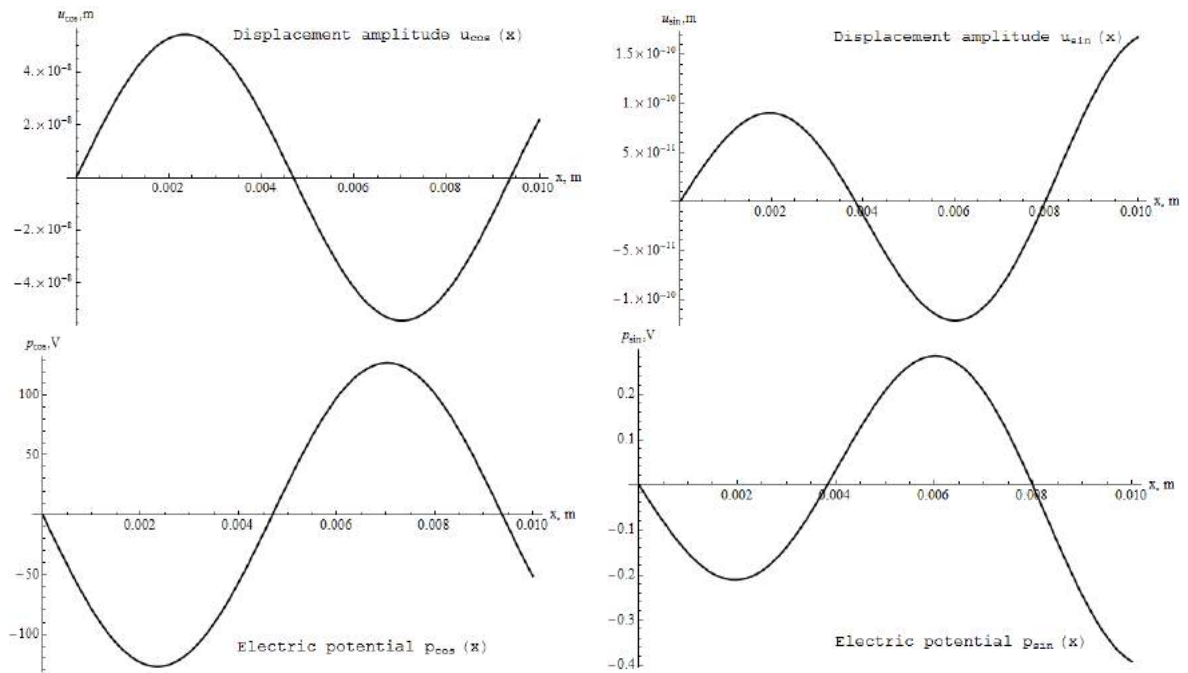 u_cos,m
Displacement amplitude u_cos (x)
4.×10^-8
2.×10^-8
-2.×10^-8
-4.×10^-8
0.002 0.004 0.006 0.008 0.010
x, m
u_sin,m
Displacement amplitude u_sin (x)
1.5×10^-10
1.×10^-10
5.×10^-11
-5.×10^-11
-1.×10^-10
0.002 0.004 0.006 0.008 0.010
x, m
p_cos,V
100
50
-50
-100
0.002 0.004 0.006 0.008 0.010
x, m
Electric potential p_cos (x)
p_sin,V
0.2
0.1
-0.1
-0.2
-0.3
-0.4
0.002 0.004 0.006 0.008 0.010
x, m
Electric potential p_sin (x)